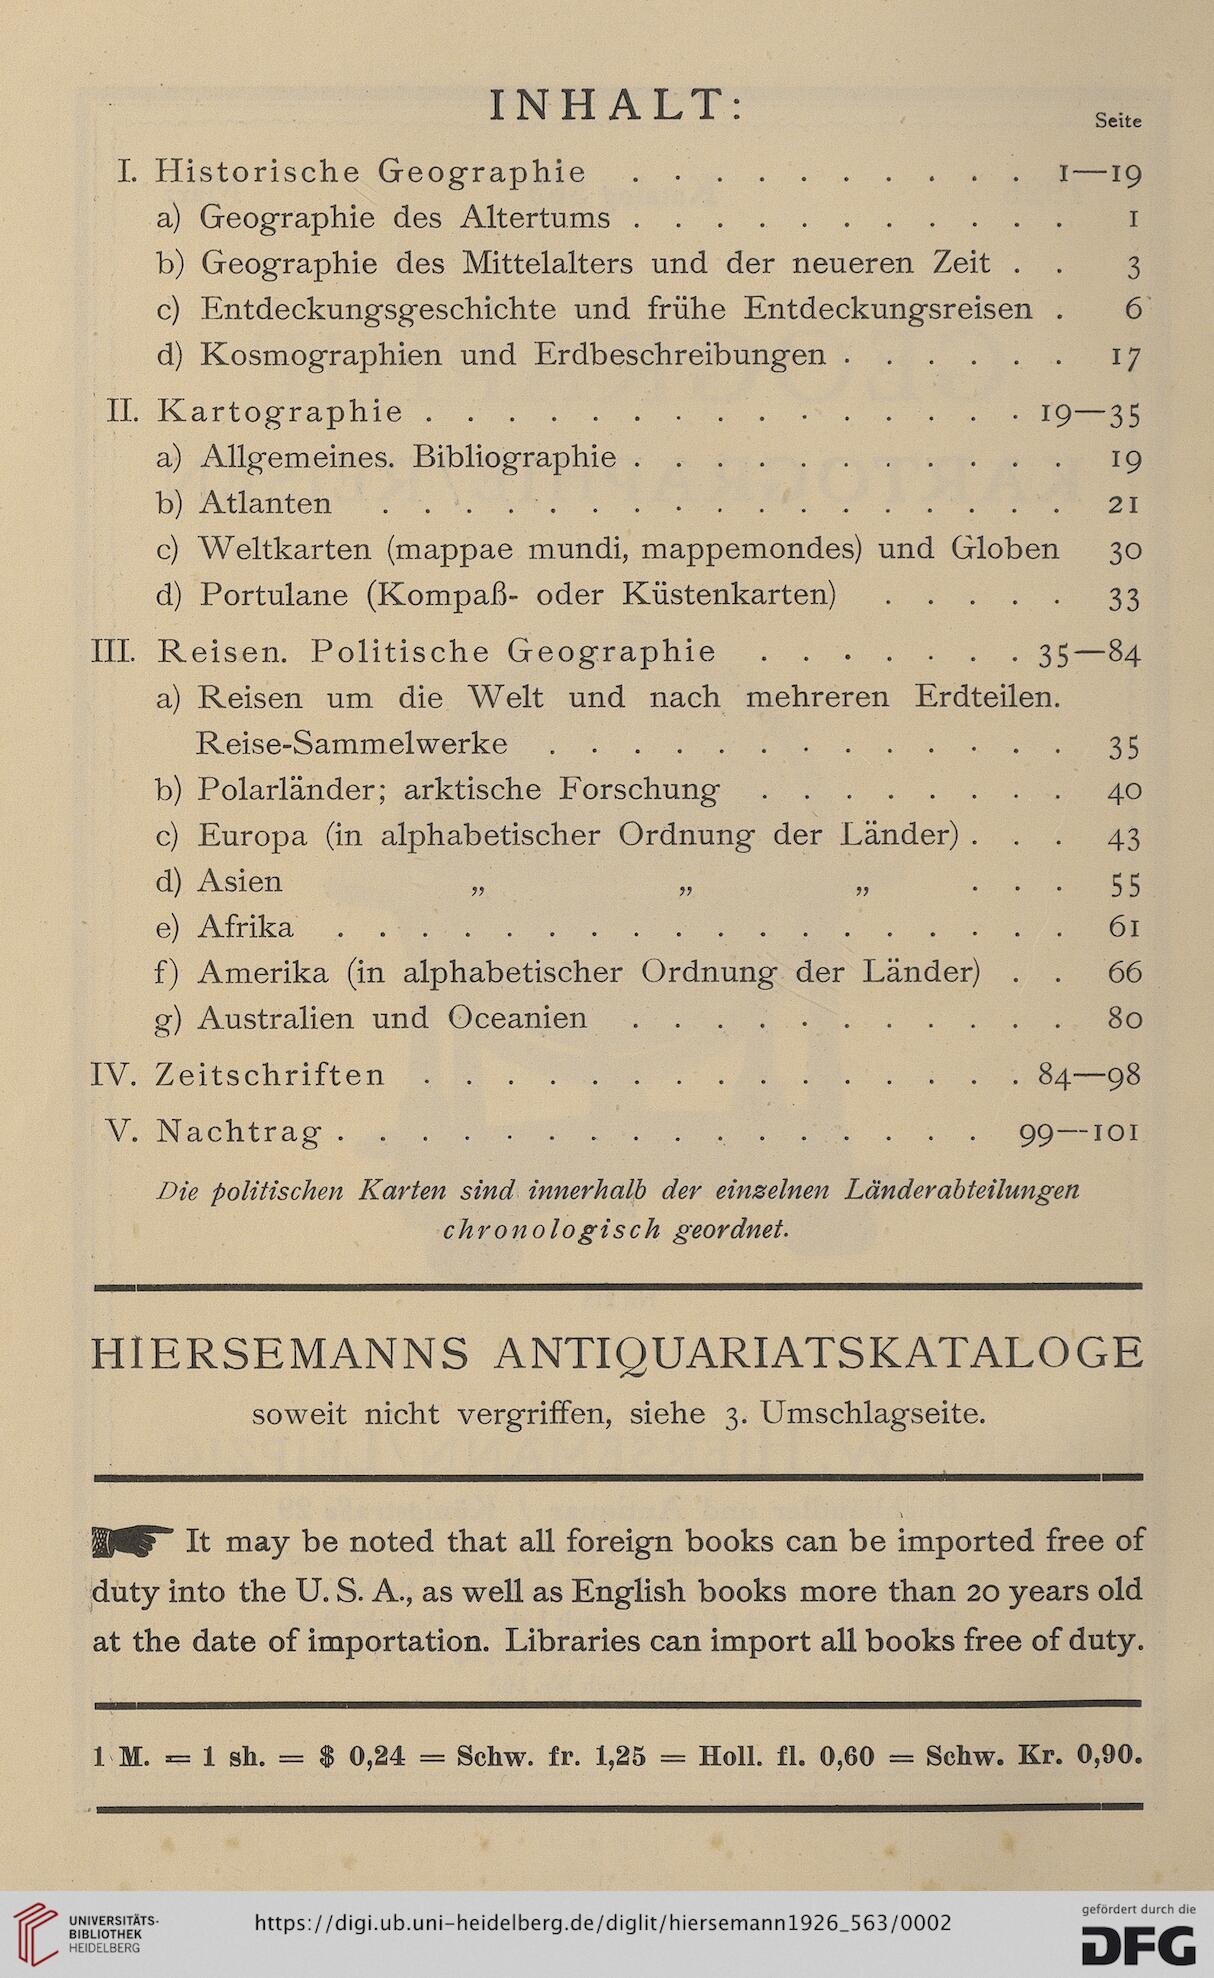 INHALT:
Seite
I. Historische Geographie . . . . . . . . . . 1—19
a) Geographie des Altertums . . . . . . . . . . . 1
b) Geographie des Mittelalters und der neueren Zeit . . 3
c) Entdeckungsgeschichte und frühe Entdeckungsreisen . 6
d) Kosmographien und Erdbeschreibungen . . . . . . 17
II. Kartographie . . . . . . . . . . . . . . . 19—35
a) Allgemeines. Bibliographie . . . . . . . . . . . 19
b) Atlanten . . . . . . . . . . . . . . . . . 21
c) Weltkarten (mappae mundi, mappemondes) und Globen 30
d) Portulane (Kompaß- oder Küstenkarten) . . . . . 33
III. Reisen. Politische Geographie . . . . . . . 35—84
a) Reisen um die Welt und nach mehreren Erdteilen.
Reise-Sammelwerke . . . . . . . . . . . . . 35
b) Polarländer; arktische Forschung . . . . . . . . 40
c) Europa (in alphabetischer Ordnung der Länder) . . . 43
d) Asien „ „ „ . . . 55
e) Afrika . . . . . . . . . . . . . . . . . . 61
f) Amerika (in alphabetischer Ordnung der Länder) . . 66
g) Australien und Oceanien . . . . . . . . . . . 80
IV. Zeitschriften . . . . . . . . . . . . . . . 84—98
V. Nachtrag . . . . . . . . . . . . . . . . 99—101
Die politischen Karten sind innerhalb der einzelnen Länderabteilungen
chronologisch geordnet.
HIERSEMANNS ANTIQUARIATSKATALOGE
soweit nicht vergriffen, siehe 3. Umschlagseite.
It may be noted that all foreign books can be imported free of
duty into the U. S. A., as well as English books more than 20 years old
at the date of importation. Libraries can import all books free of duty.
1 M. = 1 sh. = $ 0,24 = Schw. fr. 1,25 = Holl. fl. 0,60 = Schw. Kr. 0,90.
UNIVERSITÄTS-
BIBLIOTHEK
HEIDELBERG
https://digi.ub.uni-heidelberg.de/diglit/hiersemann1926_563/0002
gefördert durch die
DFG